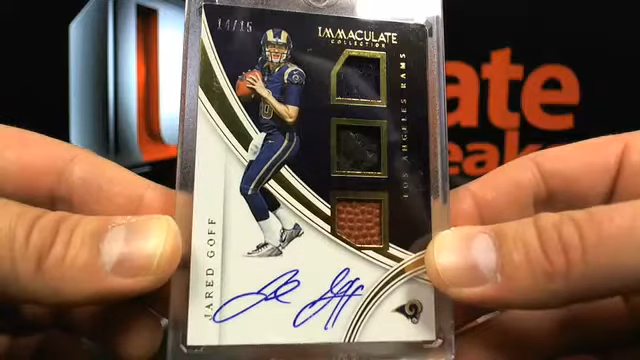 14/15
IMMACULATE
COLLECTION
LOS ANGELES RAMS
JARED GOFF
ate
eaks